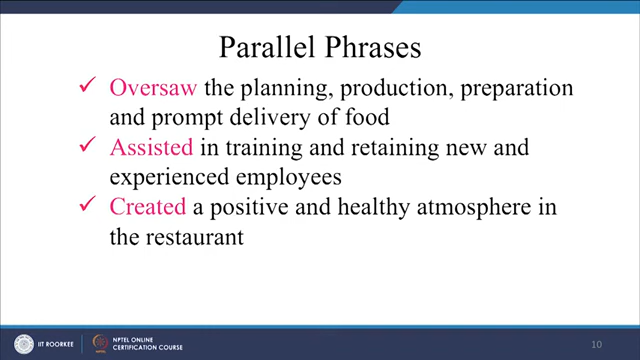 Parallel Phrases
✓ Oversaw the planning, production, preparation
and prompt delivery of food
✓ Assisted in training and retaining new and
experienced employees
✓ Created a positive and healthy atmosphere in
the restaurant
IIT ROORKEE
NPTEL ONLINE
CERTIFICATION COURSE
10